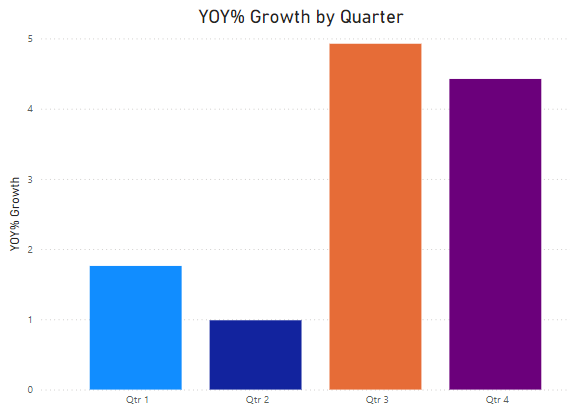 YOY% Growth by Quarter
YOY% Growth
5
4
3
2
1
0
Qtr 1
Qtr 2
Qtr 3
Qtr 4